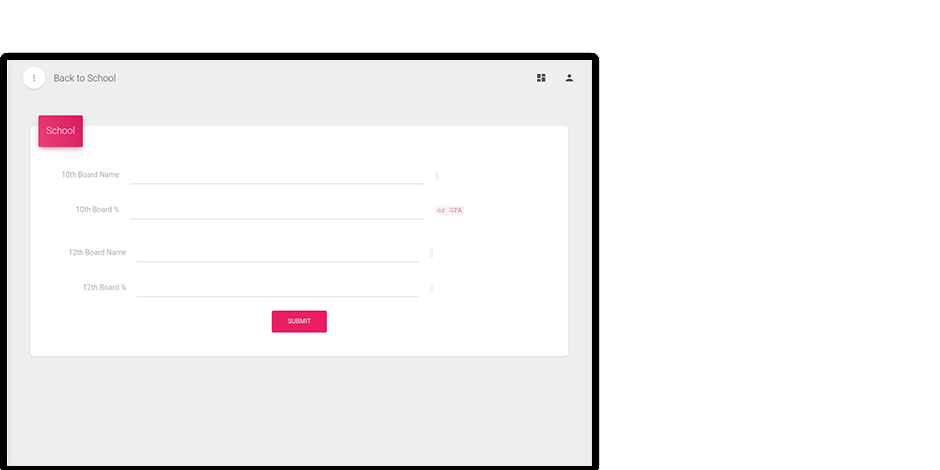 Back to School
School
10th Board Name
10th Board %
or GPA
12th Board Name
12th Board %
SUBMIT